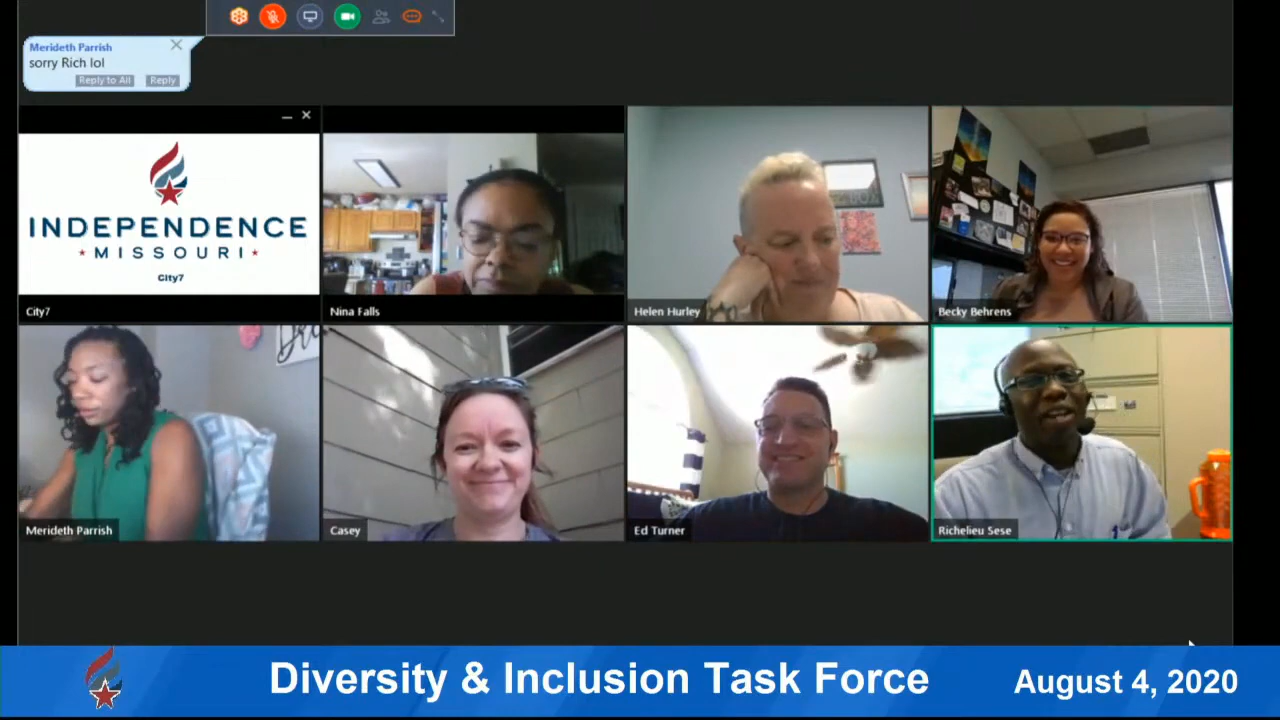 Merideth Parrish
sorry Rich lol
Reply to All Reply
INDEPENDENCE
MISSOURI
City7
City7
Nina Falls
Helen Hurley
Becky Behrens
Merideth Parrish
Casey
Ed Turner
Richelieu Sese
Diversity & Inclusion Task Force
August 4, 2020